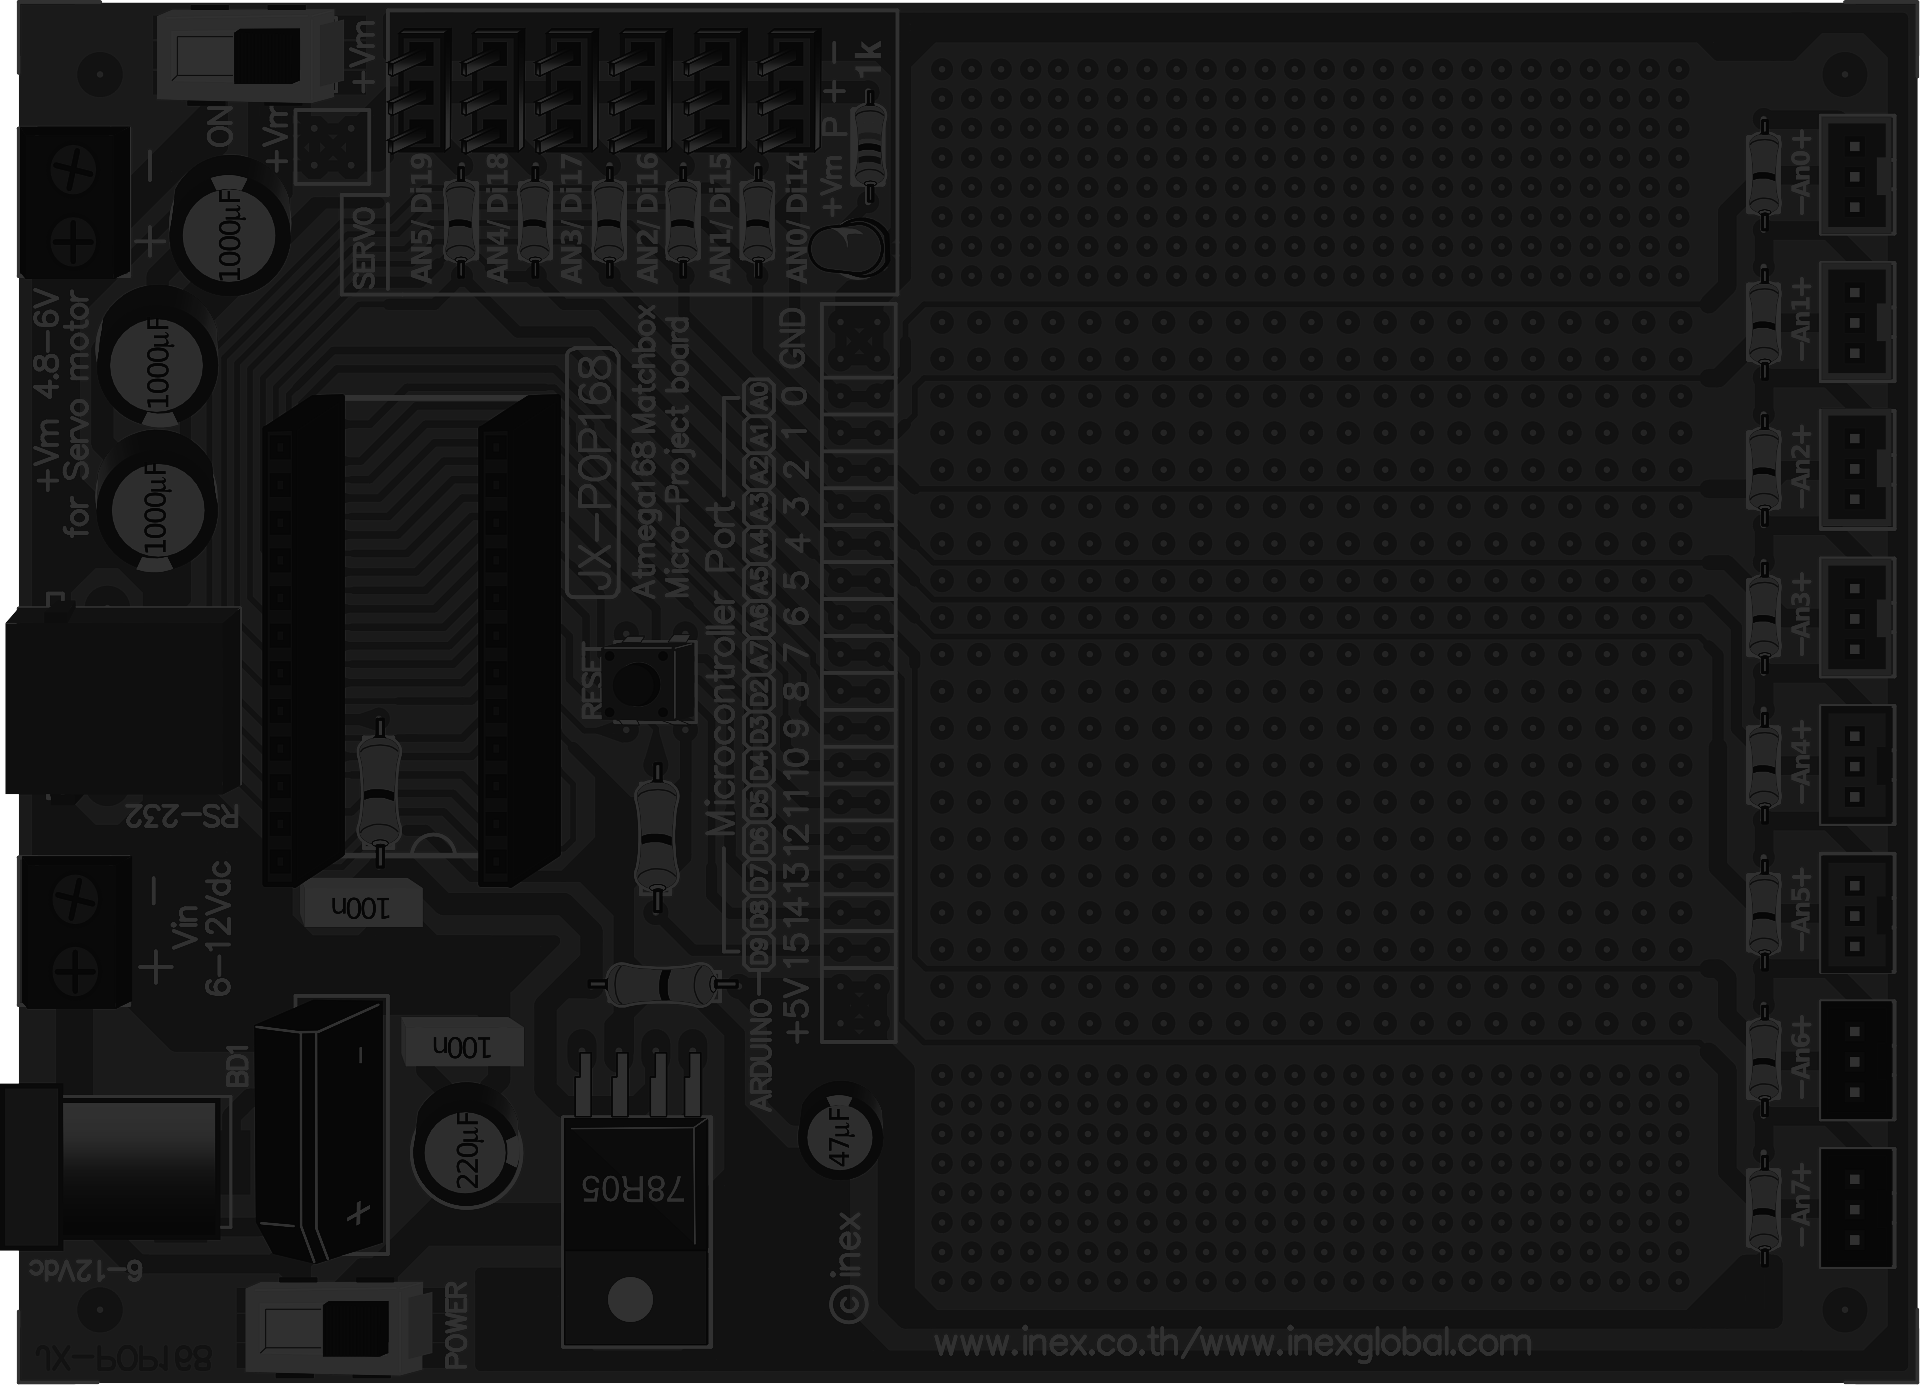 +Vm
ON
+Vm
SERVO
AN5/ Di19
AN4/ Di18
AN3/ Di17
AN2/ Di16
AN1/ Di15
AN0/ Di14
+Vm P + −
1k
−
+
1000µF
1000µF
1000µF
+Vm 4.8-6V
for Servo motor
JX-POP168
Atmega168 Matchbox
Micro-Project board
Microcontroller Port
RESET
GND 0 1 2 3 4 5 6 7 8 9 10 11 12 13 14 15 +5V
A0 A1 A2 A3 A4 A5 A6 A7 D2 D3 D4 D5 D6 D7 D8 D9
ARDUINO
−An0+
−An1+
−An2+
−An3+
−An4+
−An5+
−An6+
−An7+
RS-232
100n
−
+
Vin
6-12Vdc
BD1
−
+
100n
220µF
78R05
47µF
6-12Vdc
POWER
JX-POP168
© inex
www.inex.co.th/www.inexglobal.com